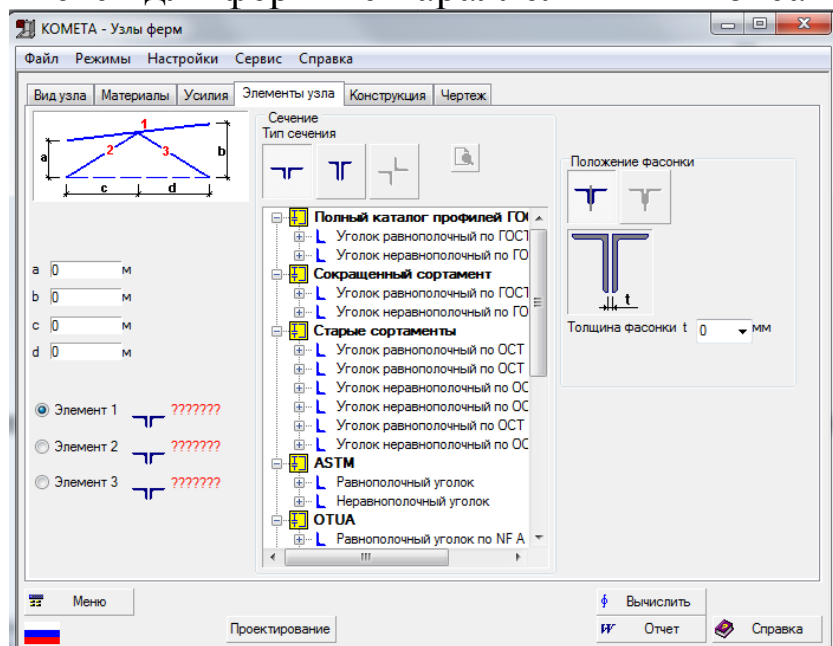 КОМЕТА - Узлы ферм
Файл Режимы Настройки Сервис Справка
Вид узла Материалы Усилия Элементы узла Конструкция Чертеж
1
2
3
a
b
c
d
Сечение
Тип сечения
Полный каталог профилей ГО
Уголок равнополочный по ГОСТ
Уголок неравнополочный по ГО
Сокращенный сортамент
Уголок равнополочный по ГОСТ
Уголок неравнополочный по ГО
Старые сортаменты
Уголок равнополочный по ОСТ
Уголок неравнополочный по ОСТ
Уголок равнополочный по ОС
Уголок неравнополочный по ОС
Уголок равнополочный по ОСТ
Уголок неравнополочный по ОС
ASTM
Равнополочный уголок
Неравнополочный уголок
OTUA
Равнополочный уголок по NF A
Положение фасонки
t
Толщина фасонки t 0 мм
a 0 м
b 0 м
c 0 м
d 0 м
Элемент 1 ???????
Элемент 2 ???????
Элемент 3 ???????
Меню
Вычислить
Проектирование
Отчет
Справка